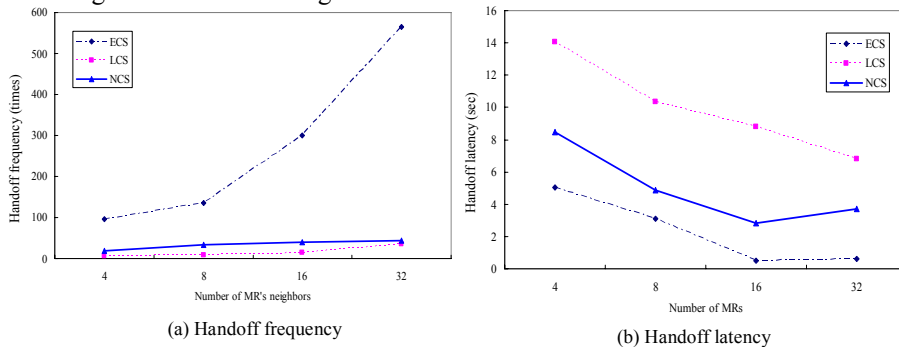 600
500
400
300
200
100
0
ECS
LCS
NCS
Handoff frequency (times)
4 8 16 32
Number of MR's neighbors
(a) Handoff frequency
16
14
12
10
8
6
4
2
0
ECS
LCS
NCS
Handoff latency (sec)
4 8 16 32
Number of MRs
(b) Handoff latency